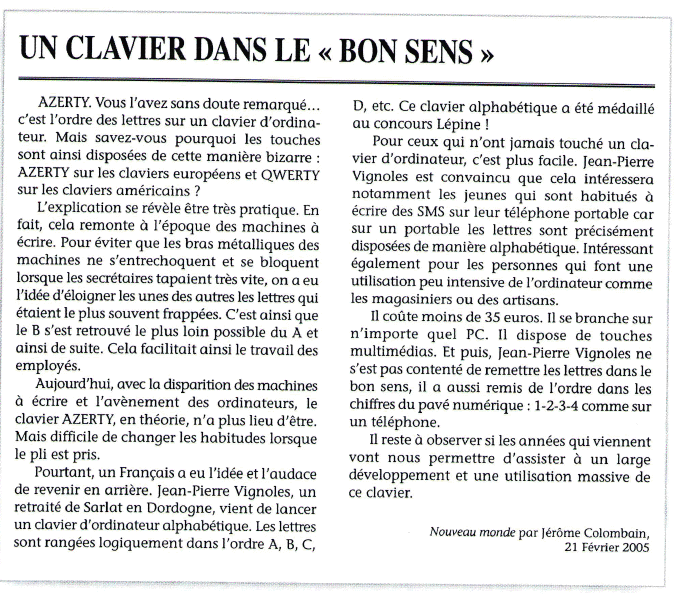 UN CLAVIER DANS LE « BON SENS »
AZERTY. Vous l'avez sans doute remarqué...
c'est l'ordre des lettres sur un clavier d'ordina-
teur. Mais savez-vous pourquoi les touches
sont ainsi disposées de cette manière bizarre :
AZERTY sur les claviers européens et QWERTY
sur les claviers américains ?
L'explication se révèle être très pratique. En
fait, cela remonte à l'époque des machines à
écrire. Pour éviter que les bras métalliques des
machines ne s'entrechoquent et se bloquent
lorsque les secrétaires tapaient très vite, on a eu
l'idée d'éloigner les unes des autres les lettres qui
étaient le plus souvent frappées. C'est ainsi que
le B s'est retrouvé le plus loin possible du A et
ainsi de suite. Cela facilitait ainsi le travail des
employés.
Aujourd'hui, avec la disparition des machines
à écrire et l'avènement des ordinateurs, le
clavier AZERTY, en théorie, n'a plus lieu d'être.
Mais difficile de changer les habitudes lorsque
le pli est pris.
Pourtant, un Français a eu l'idée et l'audace
de revenir en arrière. Jean-Pierre Vignoles, un
retraité de Sarlat en Dordogne, vient de lancer
un clavier d'ordinateur alphabétique. Les lettres
sont rangées logiquement dans l'ordre A, B, C,
D, etc. Ce clavier alphabétique a été médaillé
au concours Lépine !
Pour ceux qui n'ont jamais touché un cla-
vier d'ordinateur, c'est plus facile. Jean-Pierre
Vignoles est convaincu que cela intéressera
notamment les jeunes qui sont habitués à
écrire des SMS sur leur téléphone portable car
sur un portable les lettres sont précisément
disposées de manière alphabétique. Intéressant
également pour les personnes qui font une
utilisation peu intensive de l'ordinateur comme
les magasiniers ou des artisans.
Il coûte moins de 35 euros. Il se branche sur
n'importe quel PC. Il dispose de touches
multimédias. Et puis, Jean-Pierre Vignoles ne
s'est pas contenté de remettre les lettres dans le
bon sens, il a aussi remis de l'ordre dans les
chiffres du pavé numérique : 1-2-3-4 comme sur
un téléphone.
Il reste à observer si les années qui viennent
vont nous permettre d'assister à un large
développement et une utilisation massive de
ce clavier.
Nouveau monde par Jérôme Colombain,
21 Février 2005